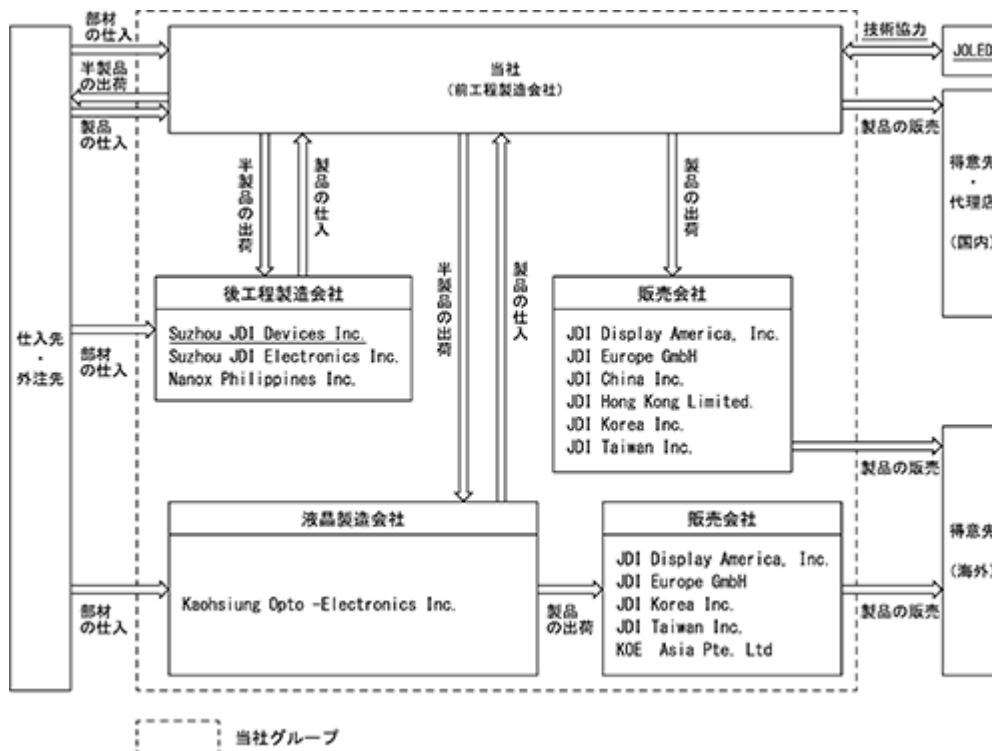 部材
の仕入
半製品
の出荷
製品
の仕入
当社
(前工程製造会社)
技術協力
JOLED
製品の販売
得意先
・
代理店
(国内)
半製品の出荷
製品の仕入
半製品の出荷
製品の仕入
製品の出荷
仕入先
・
外注先
部材
の仕入
後工程製造会社
Suzhou JDI Devices Inc.
Suzhou JDI Electronics Inc.
Nanox Philippines Inc.
販売会社
JDI Display America, Inc.
JDI Europe GmbH
JDI China Inc.
JDI Hong Kong Limited.
JDI Korea Inc.
JDI Taiwan Inc.
製品の販売
得意先
(海外)
部材
の仕入
液晶製造会社
Kaohsiung Opto -Electronics Inc.
製品
の出荷
販売会社
JDI Display America, Inc.
JDI Europe GmbH
JDI Korea Inc.
JDI Taiwan Inc.
KOE Asia Pte. Ltd
製品の販売
当社グループ